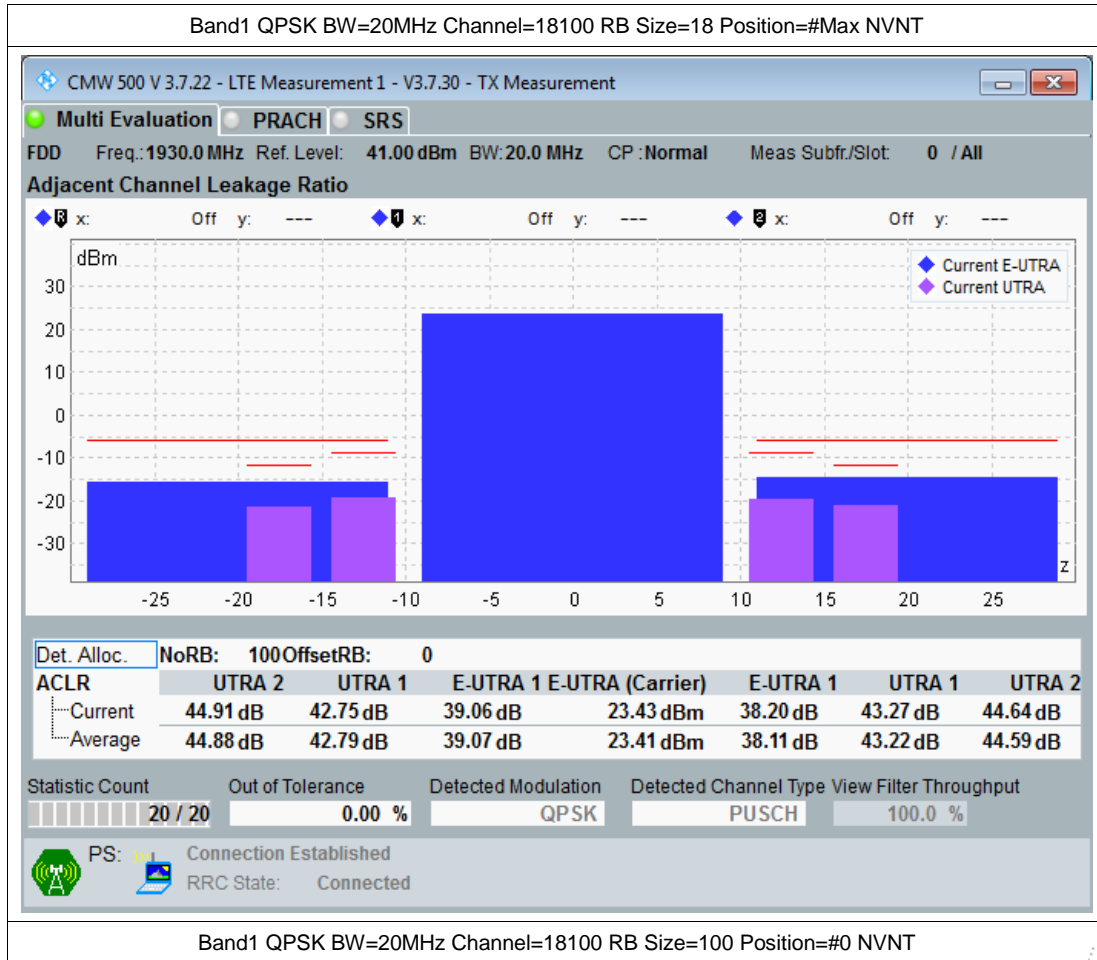 Band1 QPSK BW=20MHz Channel=18100 RB Size=18 Position=#Max NVNT
CMW 500 V 3.7.22 - LTE Measurement 1 - V3.7.30 - TX Measurement
Multi Evaluation PRACH SRS
FDD Freq.:1930.0 MHz Ref. Level: 41.00 dBm BW:20.0 MHz CP :Normal Meas Subfr./Slot: 0 / All
Adjacent Channel Leakage Ratio
R x: Off y: --- 1 x: Off y: --- 2 x: Off y: ---
dBm
Current E-UTRA
Current UTRA
30
20
10
0
-10
-20
-30
z
-25 -20 -15 -10 -5 0 5 10 15 20 25
Det. Alloc. NoRB: 100 OffsetRB: 0
ACLR UTRA 2 UTRA 1 E-UTRA 1 E-UTRA (Carrier) E-UTRA 1 UTRA 1 UTRA 2
Current 44.91 dB 42.75 dB 39.06 dB 23.43 dBm 38.20 dB 43.27 dB 44.64 dB
Average 44.88 dB 42.79 dB 39.07 dB 23.41 dBm 38.11 dB 43.22 dB 44.59 dB
Statistic Count Out of Tolerance Detected Modulation Detected Channel Type View Filter Throughput
20 / 20 0.00 % QPSK PUSCH 100.0 %
PS: Connection Established
RRC State: Connected
Band1 QPSK BW=20MHz Channel=18100 RB Size=100 Position=#0 NVNT